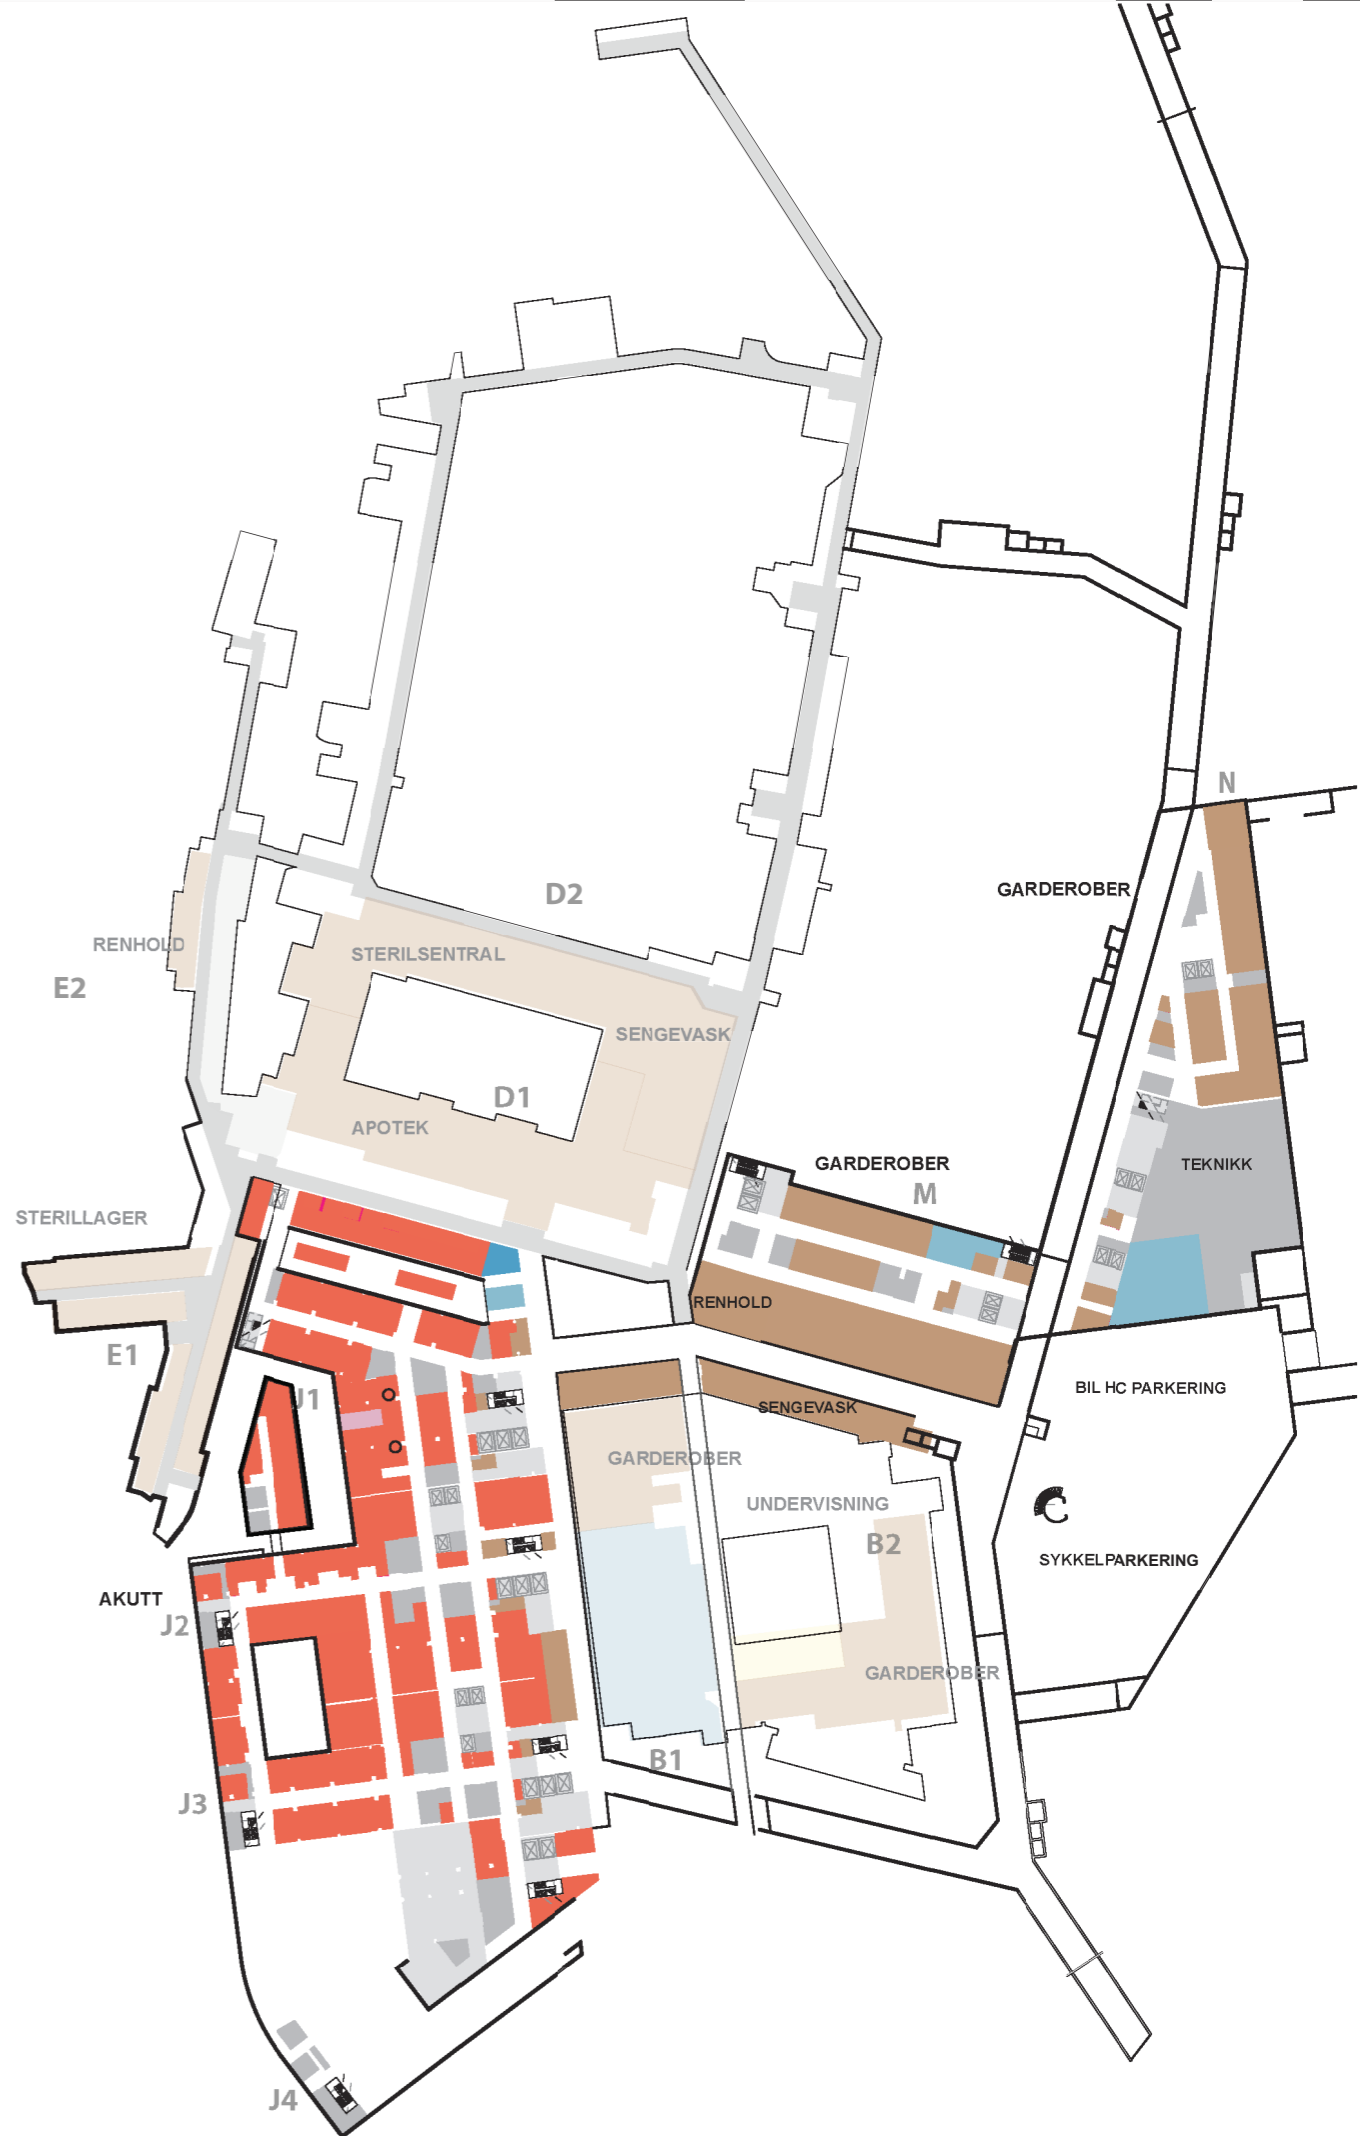 N
GARDEROBER
D2
RENHOLD
STERILSENTRAL
E2
SENGEVASK
D1
APOTEK
GARDEROBER
TEKNIKK
M
STERILLAGER
RENHOLD
E1
BIL HC PARKERING
J1
SENGEVASK
GARDEROBER
UNDERVISNING
B2
SYKKELPARKERING
AKUTT
J2
GARDEROBER
B1
J3
J4